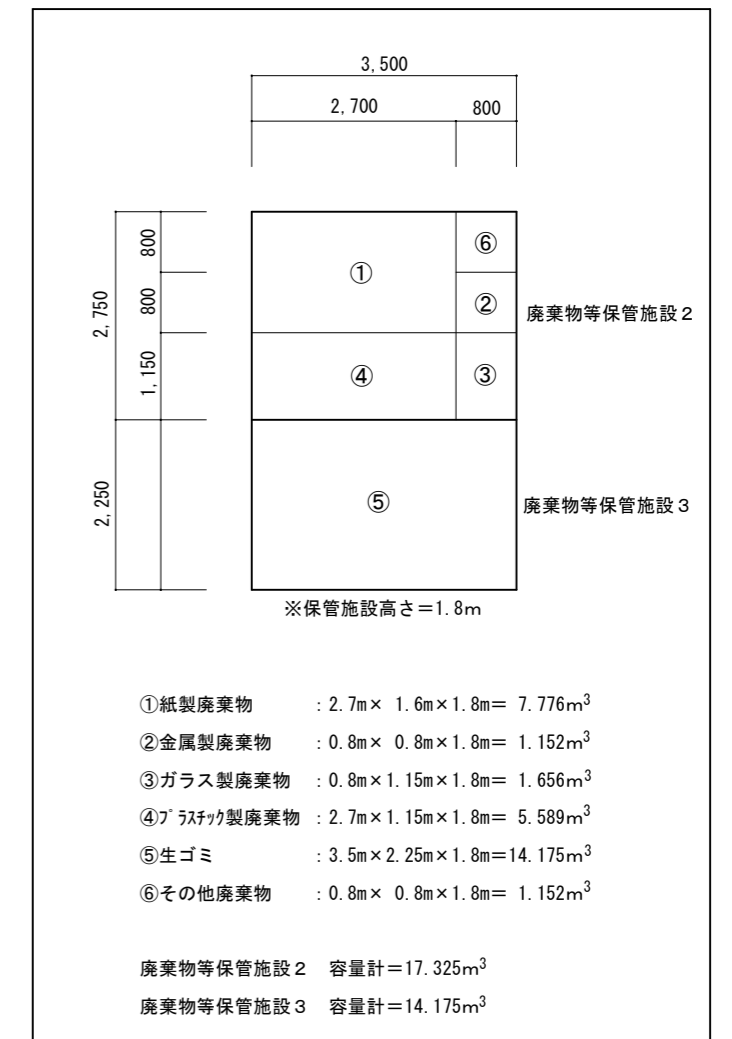 3,500
2,700 800
⑥
800
①
②
800
2,750
廃棄物等保管施設2
1,150
④ ③
⑤
2,250
廃棄物等保管施設3
※保管施設高さ=1.8m
①紙製廃棄物 :2.7m× 1.6m×1.8m= 7.776m³
②金属製廃棄物 :0.8m× 0.8m×1.8m= 1.152m³
③ガラス製廃棄物 :0.8m×1.15m×1.8m= 1.656m³
④プラスチック製廃棄物 :2.7m×1.15m×1.8m= 5.589m³
⑤生ゴミ :3.5m×2.25m×1.8m=14.175m³
⑥その他廃棄物 :0.8m× 0.8m×1.8m= 1.152m³
廃棄物等保管施設2 容量計=17.325m³
廃棄物等保管施設3 容量計=14.175m³